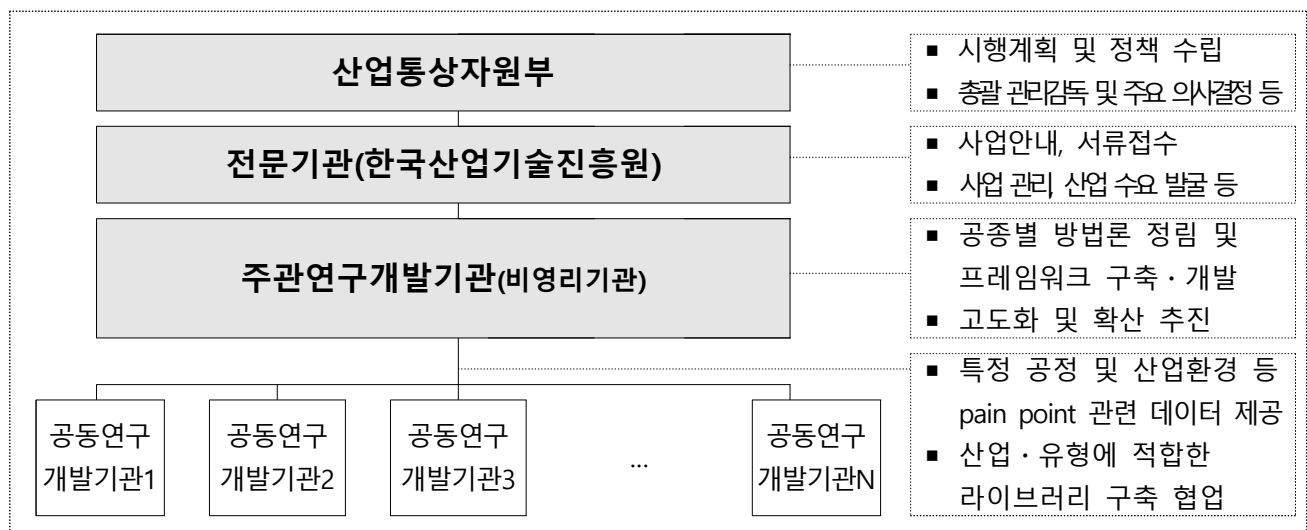 산업통상자원부
■ 시행계획 및 정책 수립
■ 총괄 관리감독 및 주요 의사결정 등
전문기관(한국산업기술진흥원)
■ 사업안내, 서류접수
■ 사업 관리, 산업 수요 발굴 등
주관연구개발기관(비영리기관)
■ 공종별 방법론 정림 및
프레임워크 구축·개발
■ 고도화 및 확산 추진
■ 특정 공정 및 산업환경 등
pain point 관련 데이터 제공
■ 산업·유형에 적합한
라이브러리 구축 협업
공동연구
개발기관1
공동연구
개발기관2
공동연구
개발기관3
...
공동연구
개발기관N